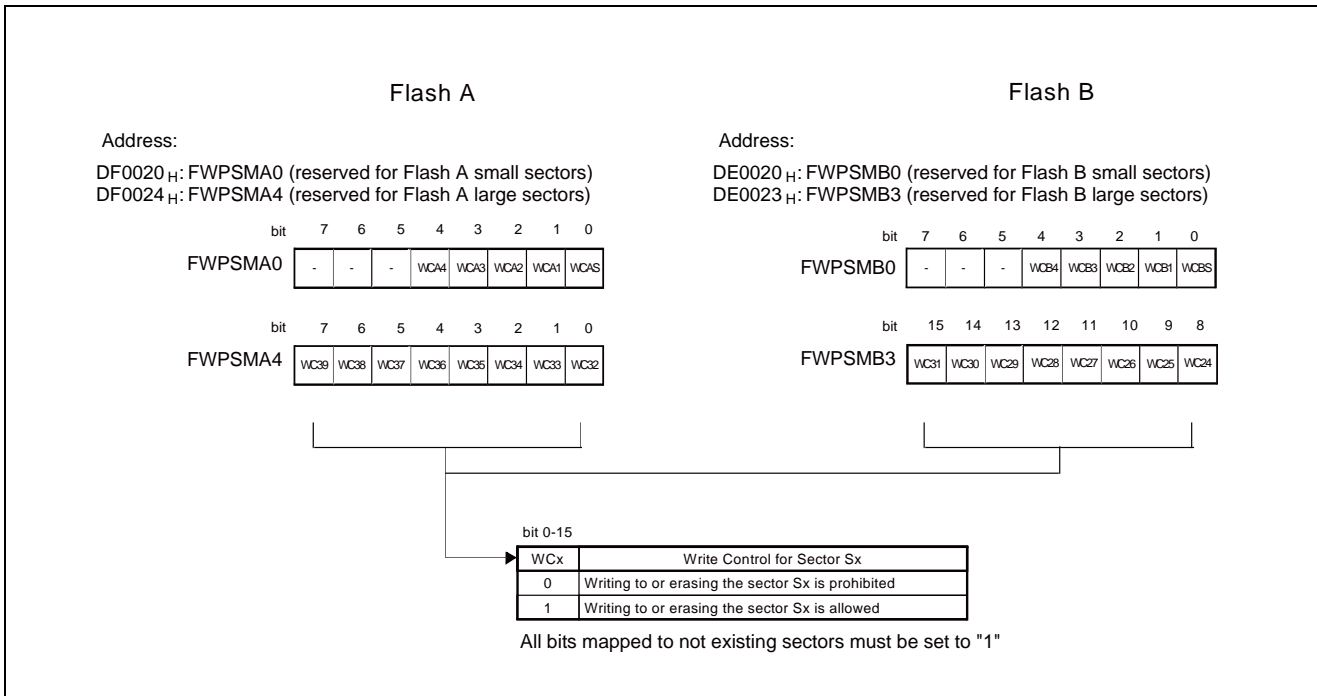 Flash A
Address:
DF0020 H: FWPSMA0 (reserved for Flash A small sectors)
DF0024 H: FWPSMA4 (reserved for Flash A large sectors)
bit 7 6 5 4 3 2 1 0
FWPSMA0 - - - WCA4 WCA3 WCA2 WCA1 WCAS
bit 7 6 5 4 3 2 1 0
FWPSMA4 WC39 WC38 WC37 WC36 WC35 WC34 WC33 WC32
Flash B
Address:
DE0020 H: FWPSMB0 (reserved for Flash B small sectors)
DE0023 H: FWPSMB3 (reserved for Flash B large sectors)
bit 7 6 5 4 3 2 1 0
FWPSMB0 - - - WCB4 WCB3 WCB2 WCB1 WCBS
bit 15 14 13 12 11 10 9 8
FWPSMB3 WC31 WC30 WC29 WC28 WC27 WC26 WC25 WC24
bit 0-15
WCx Write Control for Sector Sx
0 Writing to or erasing the sector Sx is prohibited
1 Writing to or erasing the sector Sx is allowed
All bits mapped to not existing sectors must be set to "1"